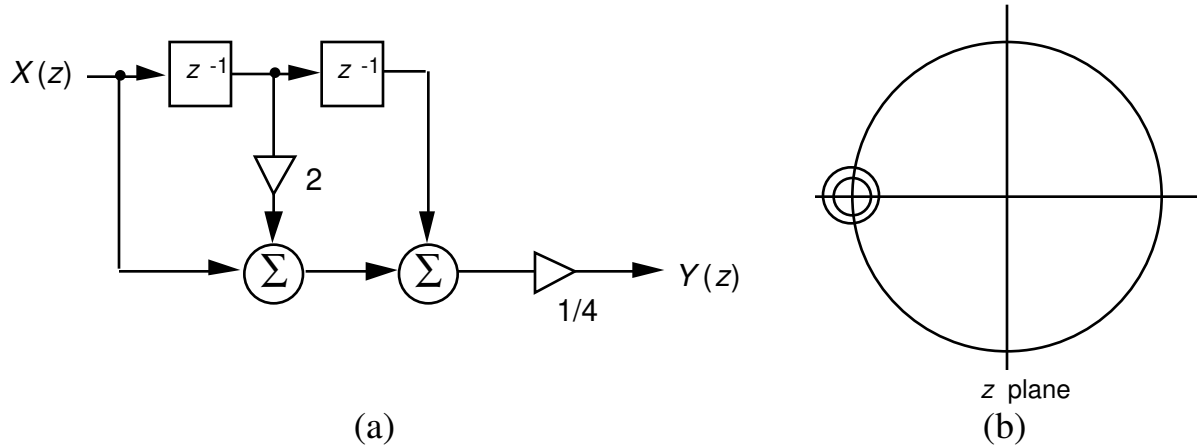 X(z)
z -1
z -1
2
Σ
Σ
1/4
Y(z)
(a)
z plane
(b)